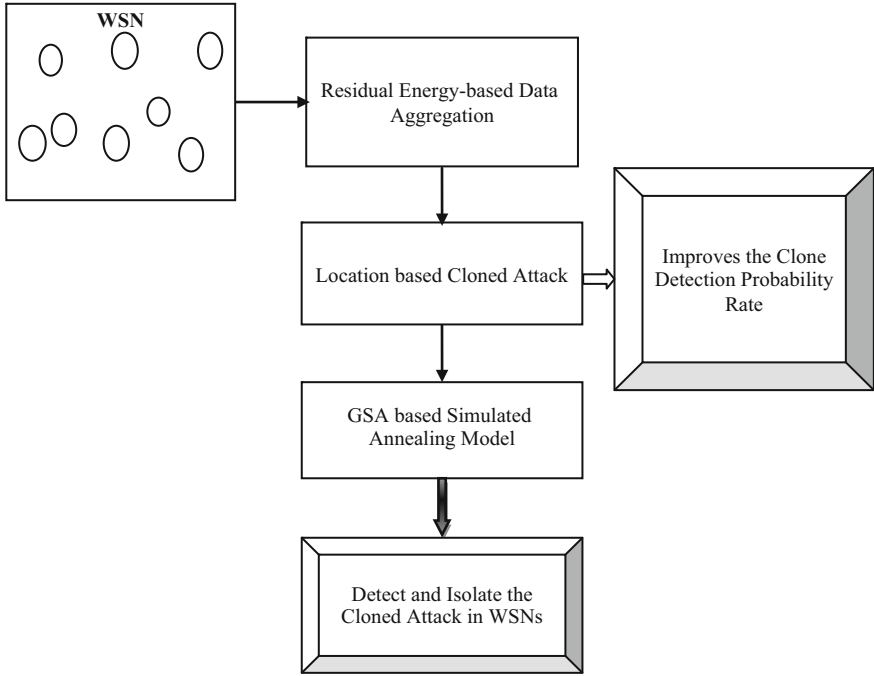 WSN
Residual Energy-based Data
Aggregation
Location based Cloned Attack
Improves the Clone
Detection Probability
Rate
GSA based Simulated
Annealing Model
Detect and Isolate the
Cloned Attack in WSNs